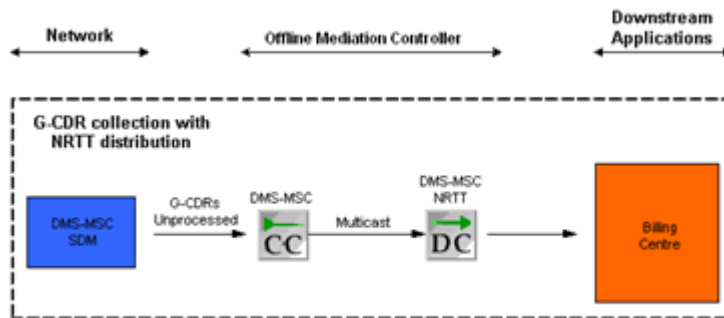 Network
Offline Mediation Controller
Downstream
Applications
G-CDR collection with
NRTT distribution
DMS-MSC
SDM
G-CDRs
Unprocessed
DMS-MSC
CC
Multicast
DMS-MSC
NRTT
DC
Billing
Centre